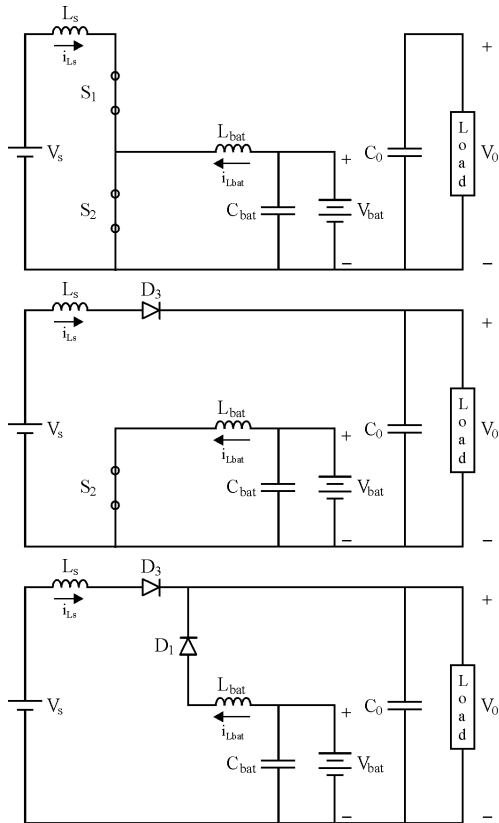 Ls
iLs
S1
Lbat
+
+
Vs
iLbat
C0
Load
V0
S2
Cbat
Vbat
−
−
Ls
D3
iLs
+
Vs
Lbat
+
C0
Load
V0
iLbat
S2
Cbat
Vbat
−
−
Ls
D3
iLs
+
D1
Vs
Lbat
+
C0
Load
V0
iLbat
Cbat
Vbat
−
−